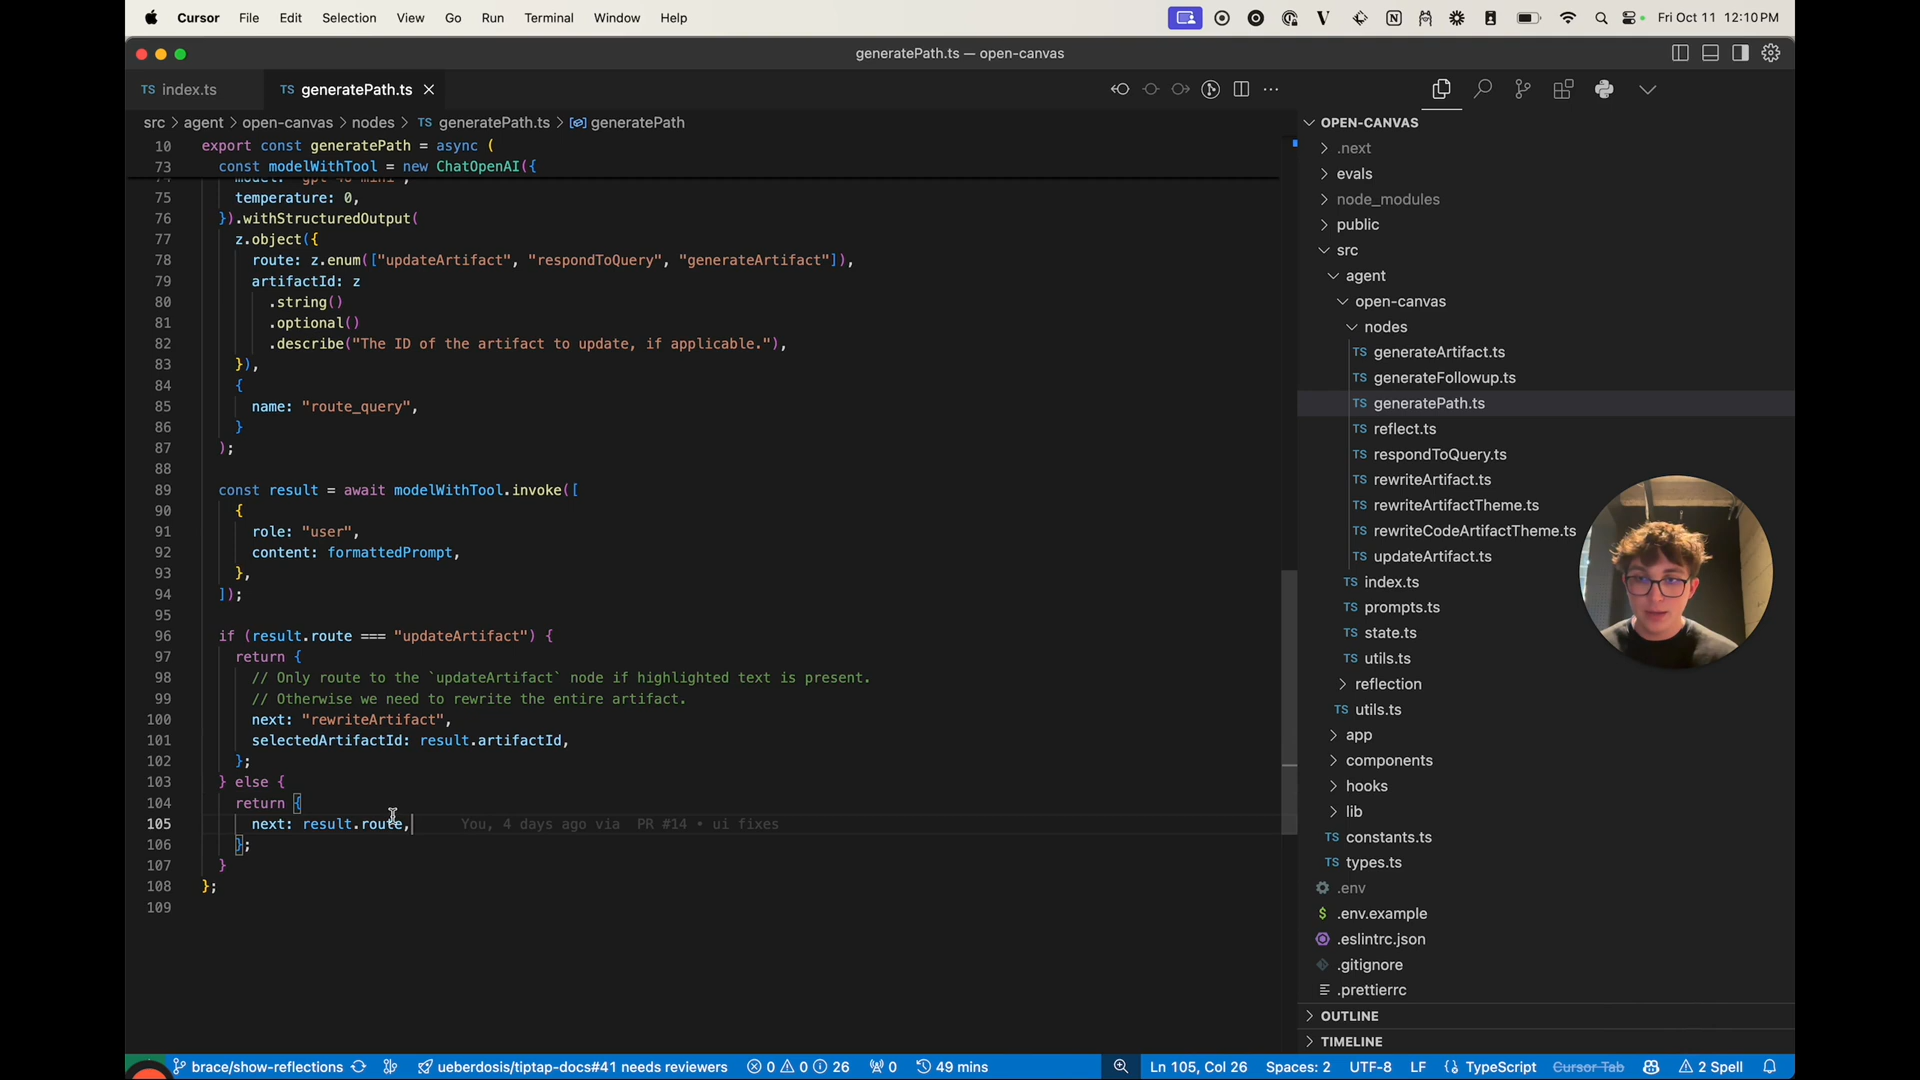 Cursor File Edit Selection View Go Run Terminal Window Help
Fri Oct 11 12:10 PM
generatePath.ts — open-canvas
TS index.ts
TS generatePath.ts
src > agent > open-canvas > nodes > TS generatePath.ts > generatePath
10 export const generatePath = async (
73 const modelWithTool = new ChatOpenAI({
75 temperature: 0,
76 }).withStructuredOutput(
77 z.object({
78 route: z.enum(["updateArtifact", "respondToQuery", "generateArtifact"]),
79 artifactId: z
80 .string()
81 .optional()
82 .describe("The ID of the artifact to update, if applicable."),
83 }),
84 {
85 name: "route_query",
86 }
87 );
88
89 const result = await modelWithTool.invoke([
90 {
91 role: "user",
92 content: formattedPrompt,
93 },
94 ]);
95
96 if (result.route === "updateArtifact") {
97 return {
98 // Only route to the `updateArtifact` node if highlighted text is present.
99 // Otherwise we need to rewrite the entire artifact.
100 next: "rewriteArtifact",
101 selectedArtifactId: result.artifactId,
102 };
103 } else {
104 return {
105 next: result.route, You, 4 days ago via PR #14 • ui fixes
106 };
107 }
108 };
109
OPEN-CANVAS
.next
evals
node_modules
public
src
agent
open-canvas
nodes
TS generateArtifact.ts
TS generateFollowup.ts
TS generatePath.ts
TS reflect.ts
TS respondToQuery.ts
TS rewriteArtifact.ts
TS rewriteArtifactTheme.ts
TS rewriteCodeArtifactTheme.ts
TS updateArtifact.ts
TS index.ts
TS prompts.ts
TS state.ts
TS utils.ts
reflection
TS utils.ts
app
components
hooks
lib
TS constants.ts
TS types.ts
.env
$ .env.example
.eslintrc.json
.gitignore
.prettierrc
OUTLINE
TIMELINE
brace/show-reflections ueberdosis/tiptap-docs#41 needs reviewers 0 0 26 0 49 mins
Ln 105, Col 26 Spaces: 2 UTF-8 LF {} TypeScript Cursor Tab 2 Spell